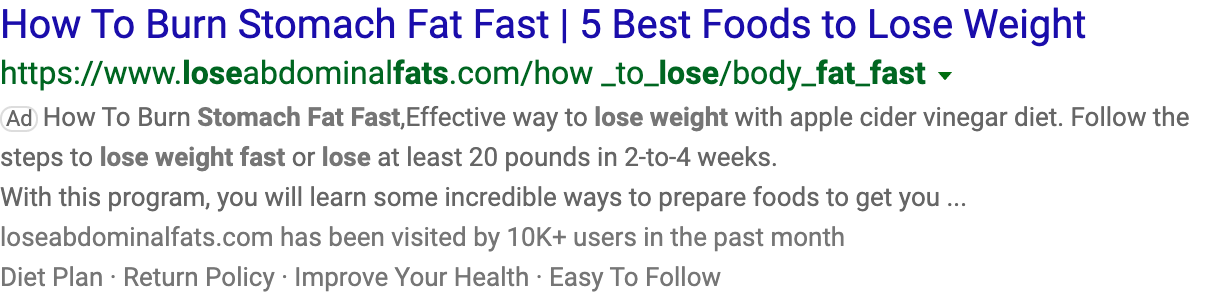 How To Burn Stomach Fat Fast | 5 Best Foods to Lose Weight
https://www.loseabdominalfats.com/how _to_lose/body_fat_fast
Ad How To Burn Stomach Fat Fast,Effective way to lose weight with apple cider vinegar diet. Follow the
steps to lose weight fast or lose at least 20 pounds in 2-to-4 weeks.
With this program, you will learn some incredible ways to prepare foods to get you ...
loseabdominalfats.com has been visited by 10K+ users in the past month
Diet Plan · Return Policy · Improve Your Health · Easy To Follow